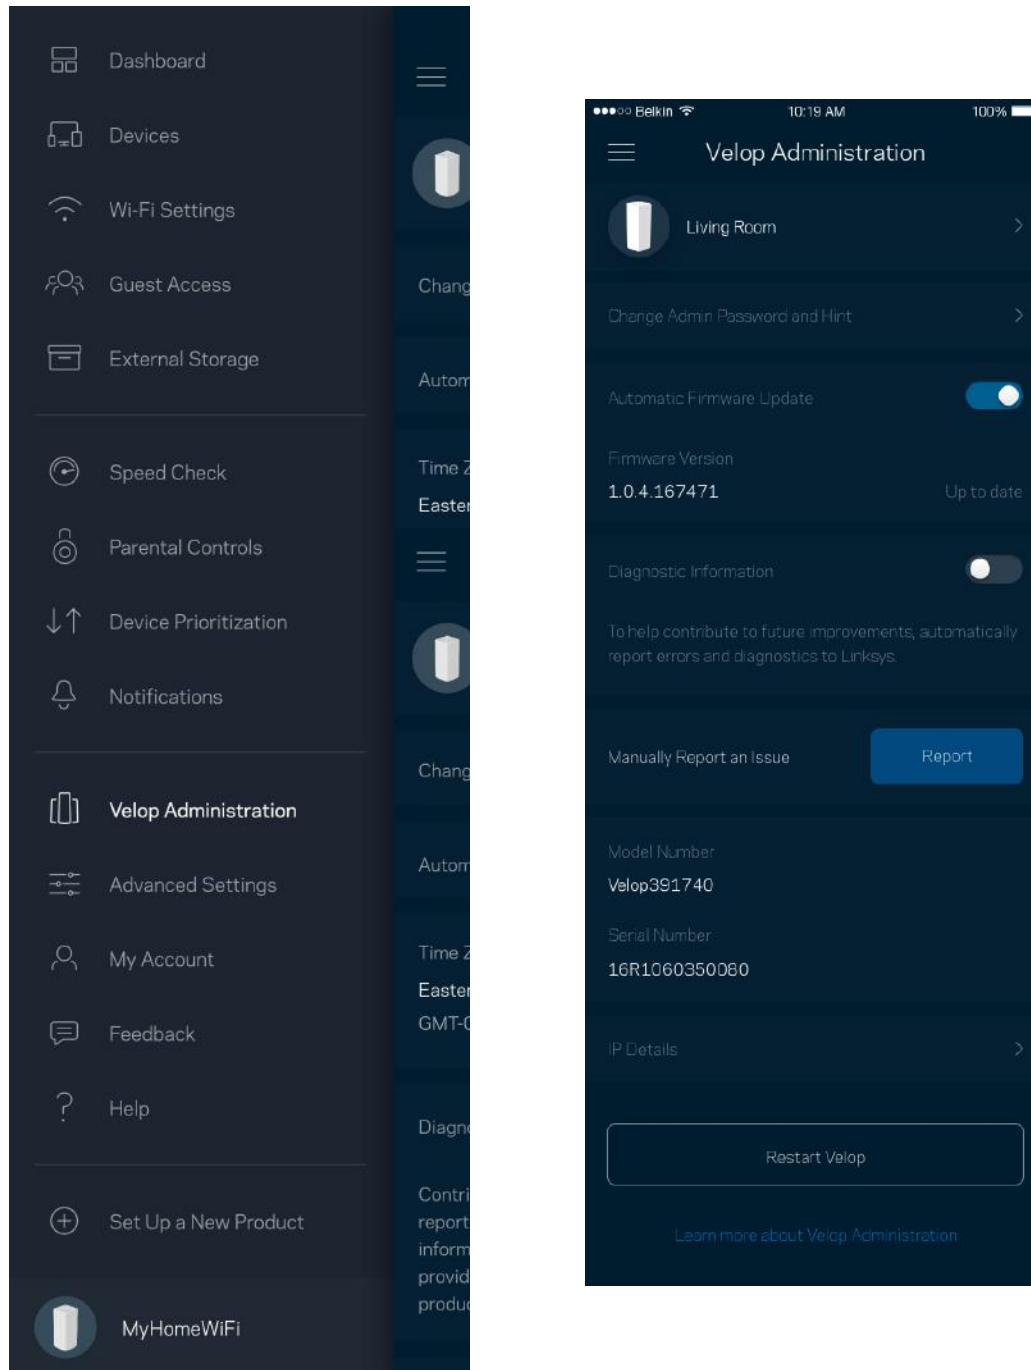 Dashboard
Devices
Wi-Fi Settings
Guest Access
External Storage
Speed Check
Parental Controls
Device Prioritization
Notifications
Velop Administration
Advanced Settings
My Account
Feedback
Help
Set Up a New Product
MyHomeWiFi
Chang
Autom
Time Z
Easter
Chang
Autom
Time Z
Easter
GMT-0
Diagno
Contri
report
inform
provid
produc
Belkin 10:19 AM 100%
Velop Administration
Living Room
Change Admin Password and Hint
Automatic Firmware Update
Firmware Version
1.0.4.167471 Up to date
Diagnostic Information
To help contribute to future improvements, automatically
report errors and diagnostics to Linksys.
Manually Report an Issue Report
Model Number
Velop391740
Serial Number
16R1060350080
IP Details
Restart Velop
Learn more about Velop Administration